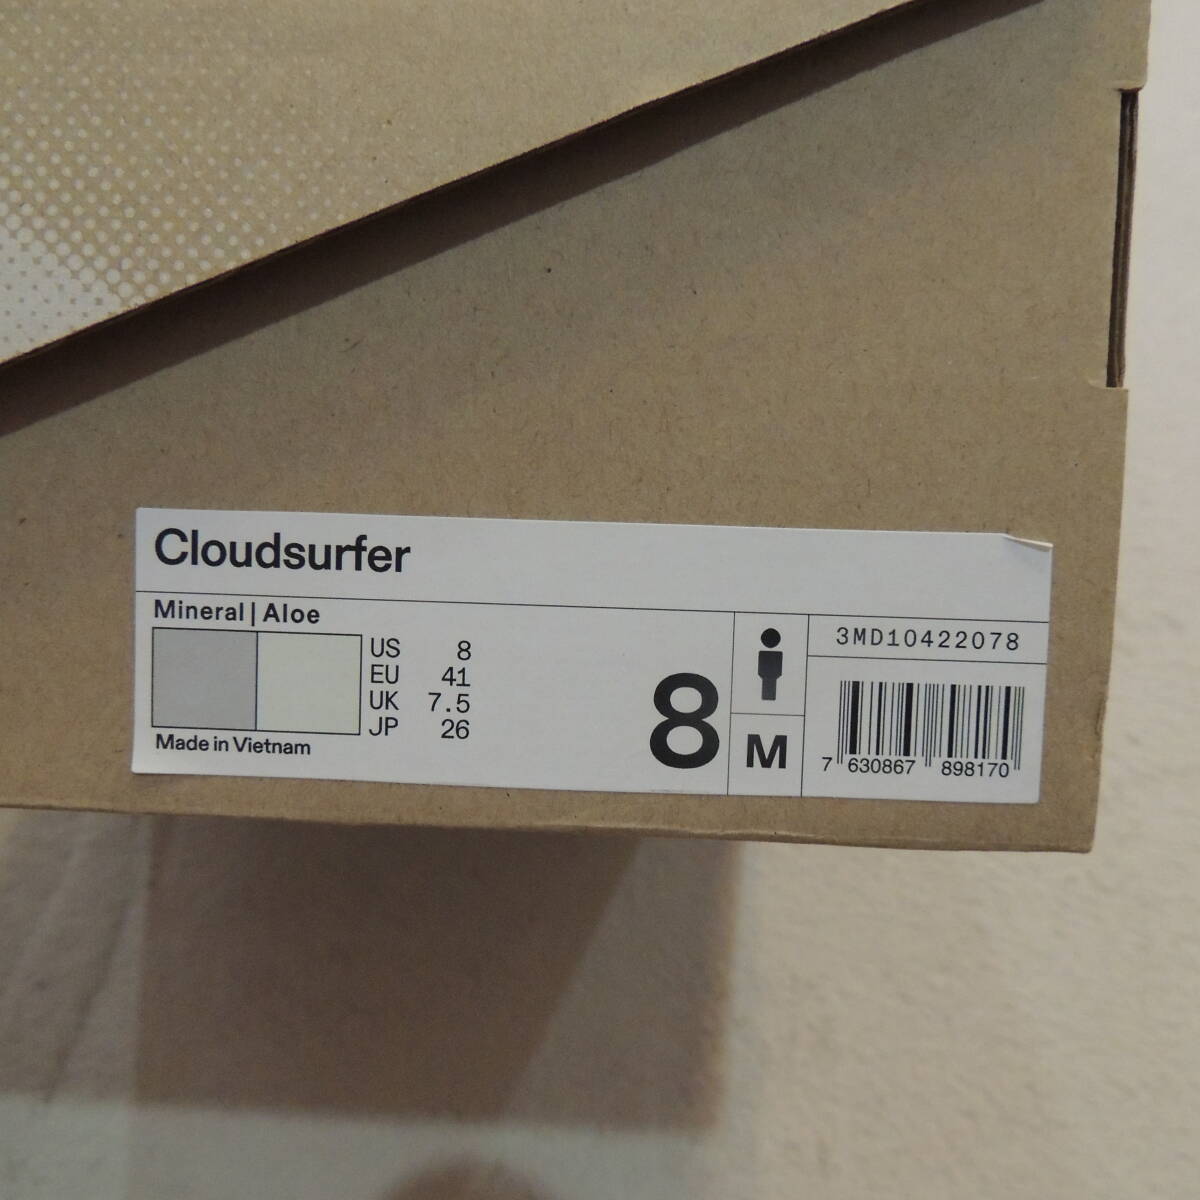 Cloudsurfer
Mineral | Aloe
US 8
EU 41
UK 7.5
JP 26
Made in Vietnam
8
M
3MD10422078
7 630867 898170